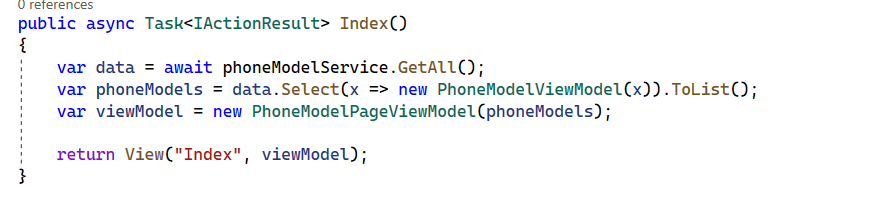 0 references
public async Task<IActionResult> Index()
{
var data = await phoneModelService.GetAll();
var phoneModels = data.Select(x => new PhoneModelViewModel(x)).ToList();
var viewModel = new PhoneModelPageViewModel(phoneModels);
return View("Index", viewModel);
}